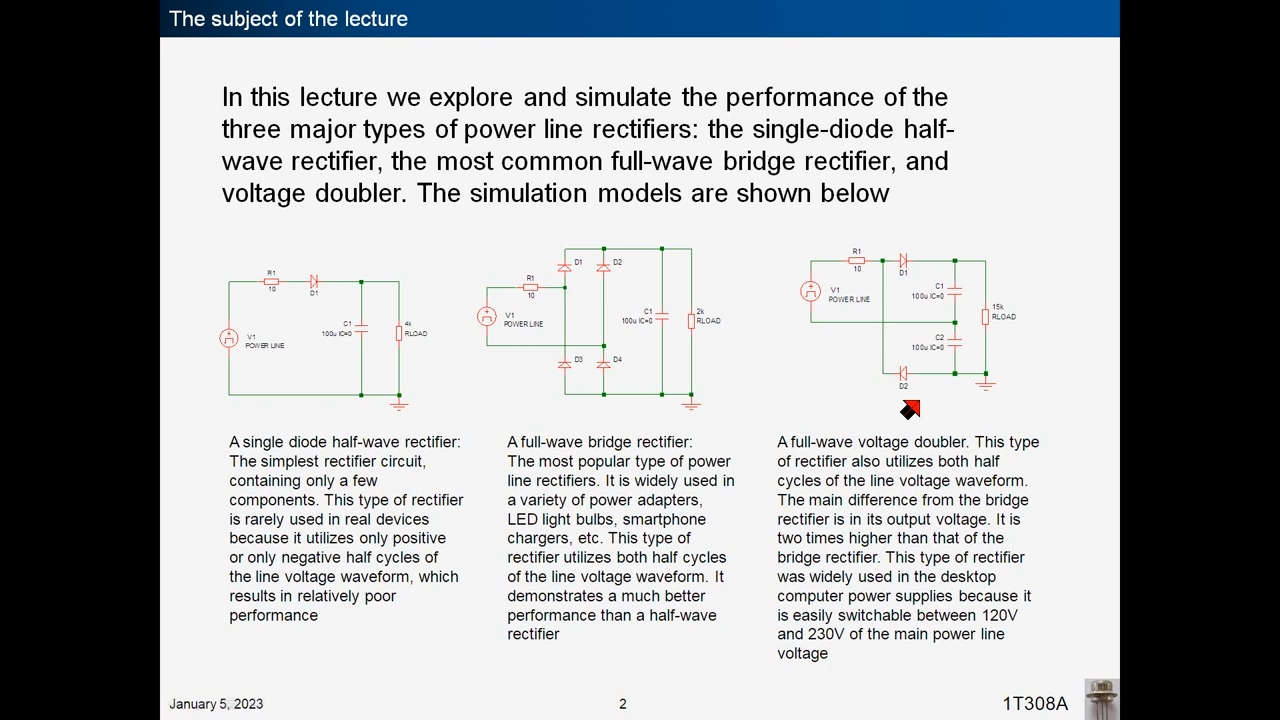 The subject of the lecture
In this lecture we explore and simulate the performance of the
three major types of power line rectifiers: the single-diode half-
wave rectifier, the most common full-wave bridge rectifier, and
voltage doubler. The simulation models are shown below
R1
10
D1
V1
POWER LINE
C1
100u IC=0
4k
RLOAD
R1
10
D1
D2
V1
POWER LINE
C1
100u IC=0
2k
RLOAD
D3
D4
R1
10
D1
V1
POWER LINE
C1
100u IC=0
15k
RLOAD
C2
100u IC=0
D2
A single diode half-wave rectifier:
The simplest rectifier circuit,
containing only a few
components. This type of rectifier
is rarely used in real devices
because it utilizes only positive
or only negative half cycles of
the line voltage waveform, which
results in relatively poor
performance
A full-wave bridge rectifier:
The most popular type of power
line rectifiers. It is widely used in
a variety of power adapters,
LED light bulbs, smartphone
chargers, etc. This type of
rectifier utilizes both half cycles
of the line voltage waveform. It
demonstrates a much better
performance than a half-wave
rectifier
A full-wave voltage doubler. This type
of rectifier also utilizes both half
cycles of the line voltage waveform.
The main difference from the bridge
rectifier is in its output voltage. It is
two times higher than that of the
bridge rectifier. This type of rectifier
was widely used in the desktop
computer power supplies because it
is easily switchable between 120V
and 230V of the main power line
voltage
January 5, 2023
2
1T308A